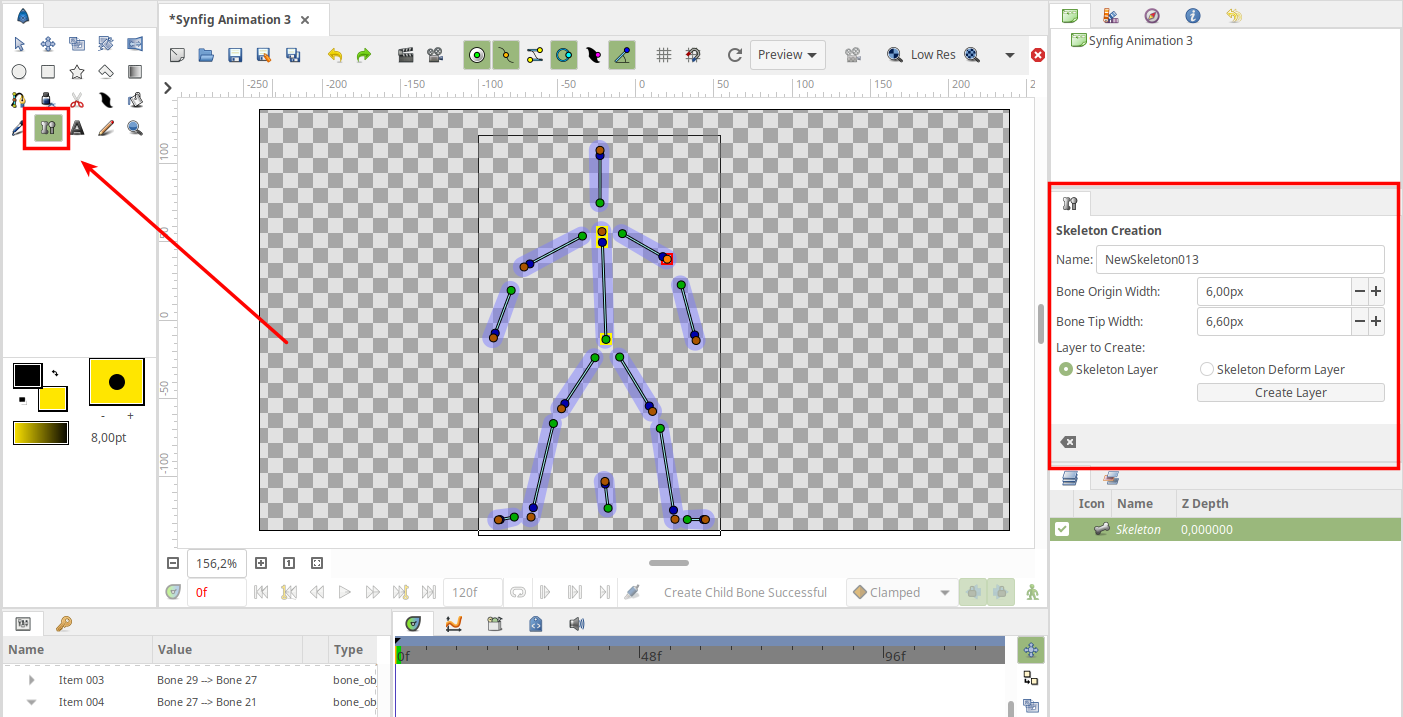 *Synfig Animation 3
Preview
Low Res
-250 -200 -150 -100 -50 0 50 100 150 200 2
100
50
0
-50
-100
8,00pt
- +
156,2%
0f
120f
Create Child Bone Successful
Clamped
Name Value Type
Item 003 Bone 29 --> Bone 27 bone_ob
Item 004 Bone 27 --> Bone 21 bone_ob
0f 48f 96f
Synfig Animation 3
Skeleton Creation
Name: NewSkeleton013
Bone Origin Width: 6,00px
Bone Tip Width: 6,60px
Layer to Create:
Skeleton Layer Skeleton Deform Layer
Create Layer
Icon Name Z Depth
Skeleton 0,000000